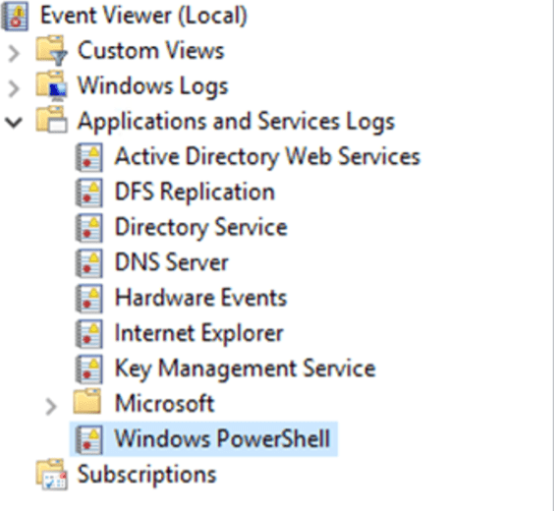 Event Viewer (Local)
Custom Views
Windows Logs
Applications and Services Logs
Active Directory Web Services
DFS Replication
Directory Service
DNS Server
Hardware Events
Internet Explorer
Key Management Service
Microsoft
Windows PowerShell
Subscriptions